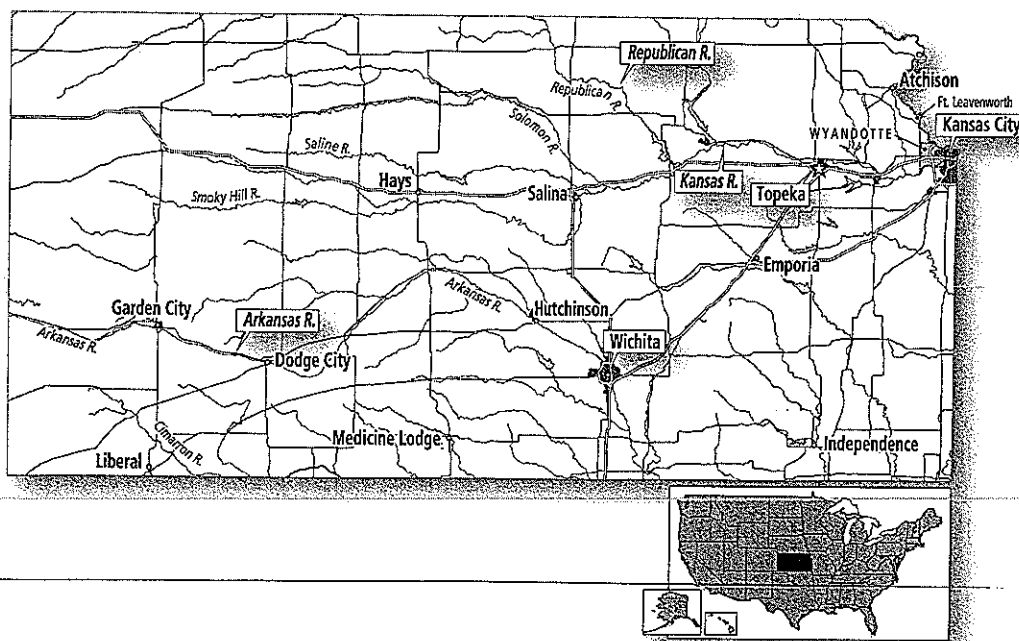 Republican R.
Republican R.
Atchison
Ft. Leavenworth
Kansas City
WYANDOTTE
Solomon R.
Saline R.
Hays
Kansas R.
Salina
Topeka
Smoky Hill R.
Emporia
Garden City
Arkansas R.
Arkansas R.
Hutchinson
Arkansas R.
Wichita
Dodge City
Cimarron R.
Medicine Lodge
Independence
Liberal